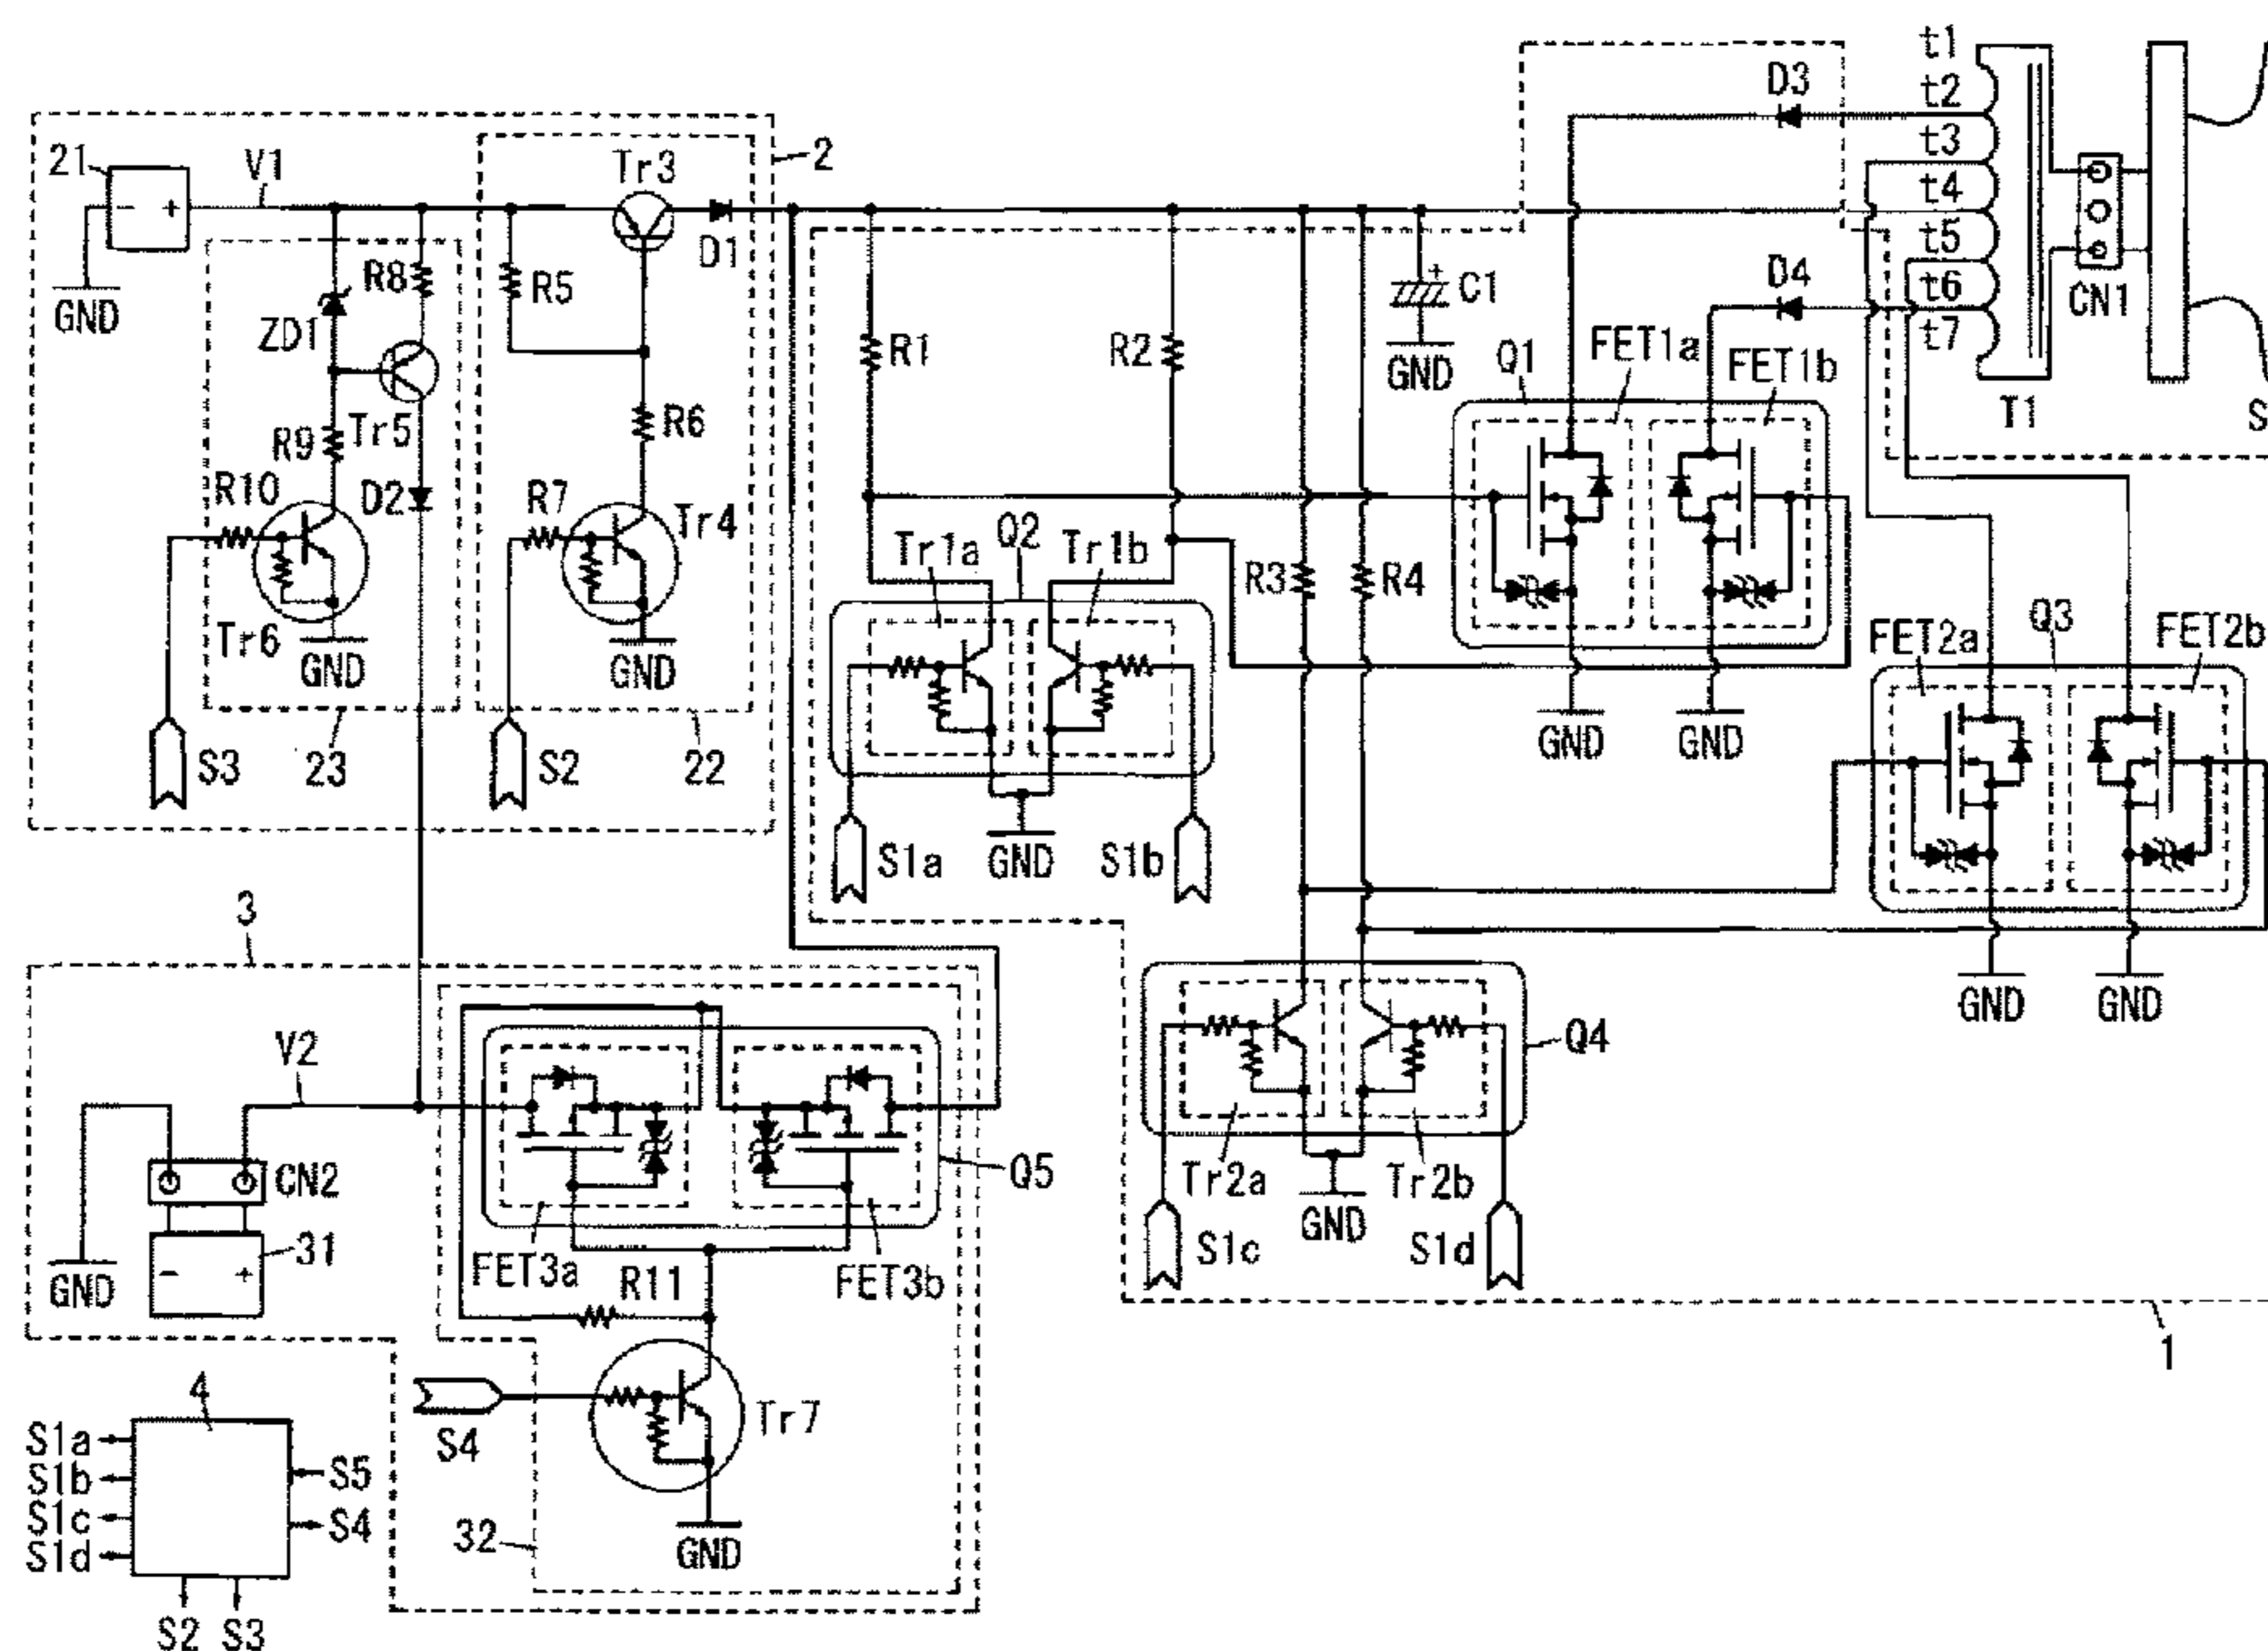 t1
D3
t2
t3
21
V1
Tr3
2
t4
t5
D1
R8
R5
D4
t6
C1
CN1
GND
ZD1
t7
R1
R2
GND
Q1
FET1a
FET1b
R9
Tr5
R6
T1
S
R10
D2
R7
Tr4
Tr1a
Q2
Tr1b
R3
R4
Tr6
GND
GND
FET2a
Q3
FET2b
GND
GND
S3
23
S2
22
S1a
GND
S1b
3
GND
GND
V2
Q4
CN2
Q5
Tr2a
Tr2b
GND
31
- +
GND
FET3a
R11
FET3b
S1c
S1d
1
4
S4
Tr7
S1a
S1b
S1c
S1d
S5
S4
32
GND
S2
S3
- +
+